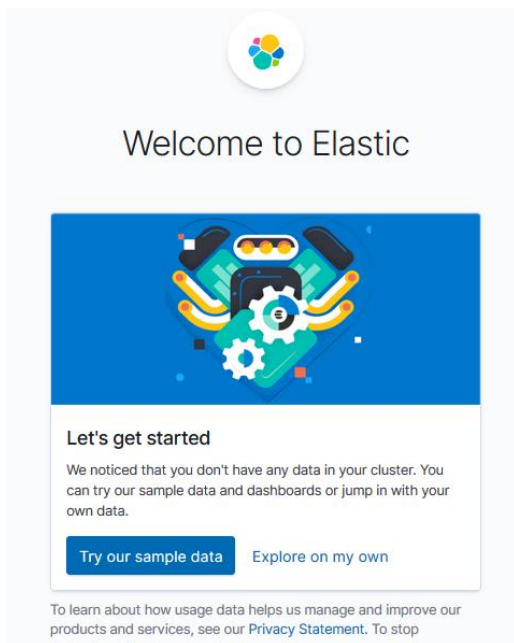 Welcome to Elastic
Let's get started
We noticed that you don't have any data in your cluster. You
can try our sample data and dashboards or jump in with your
own data.
Try our sample data Explore on my own
To learn about how usage data helps us manage and improve our
products and services, see our Privacy Statement. To stop